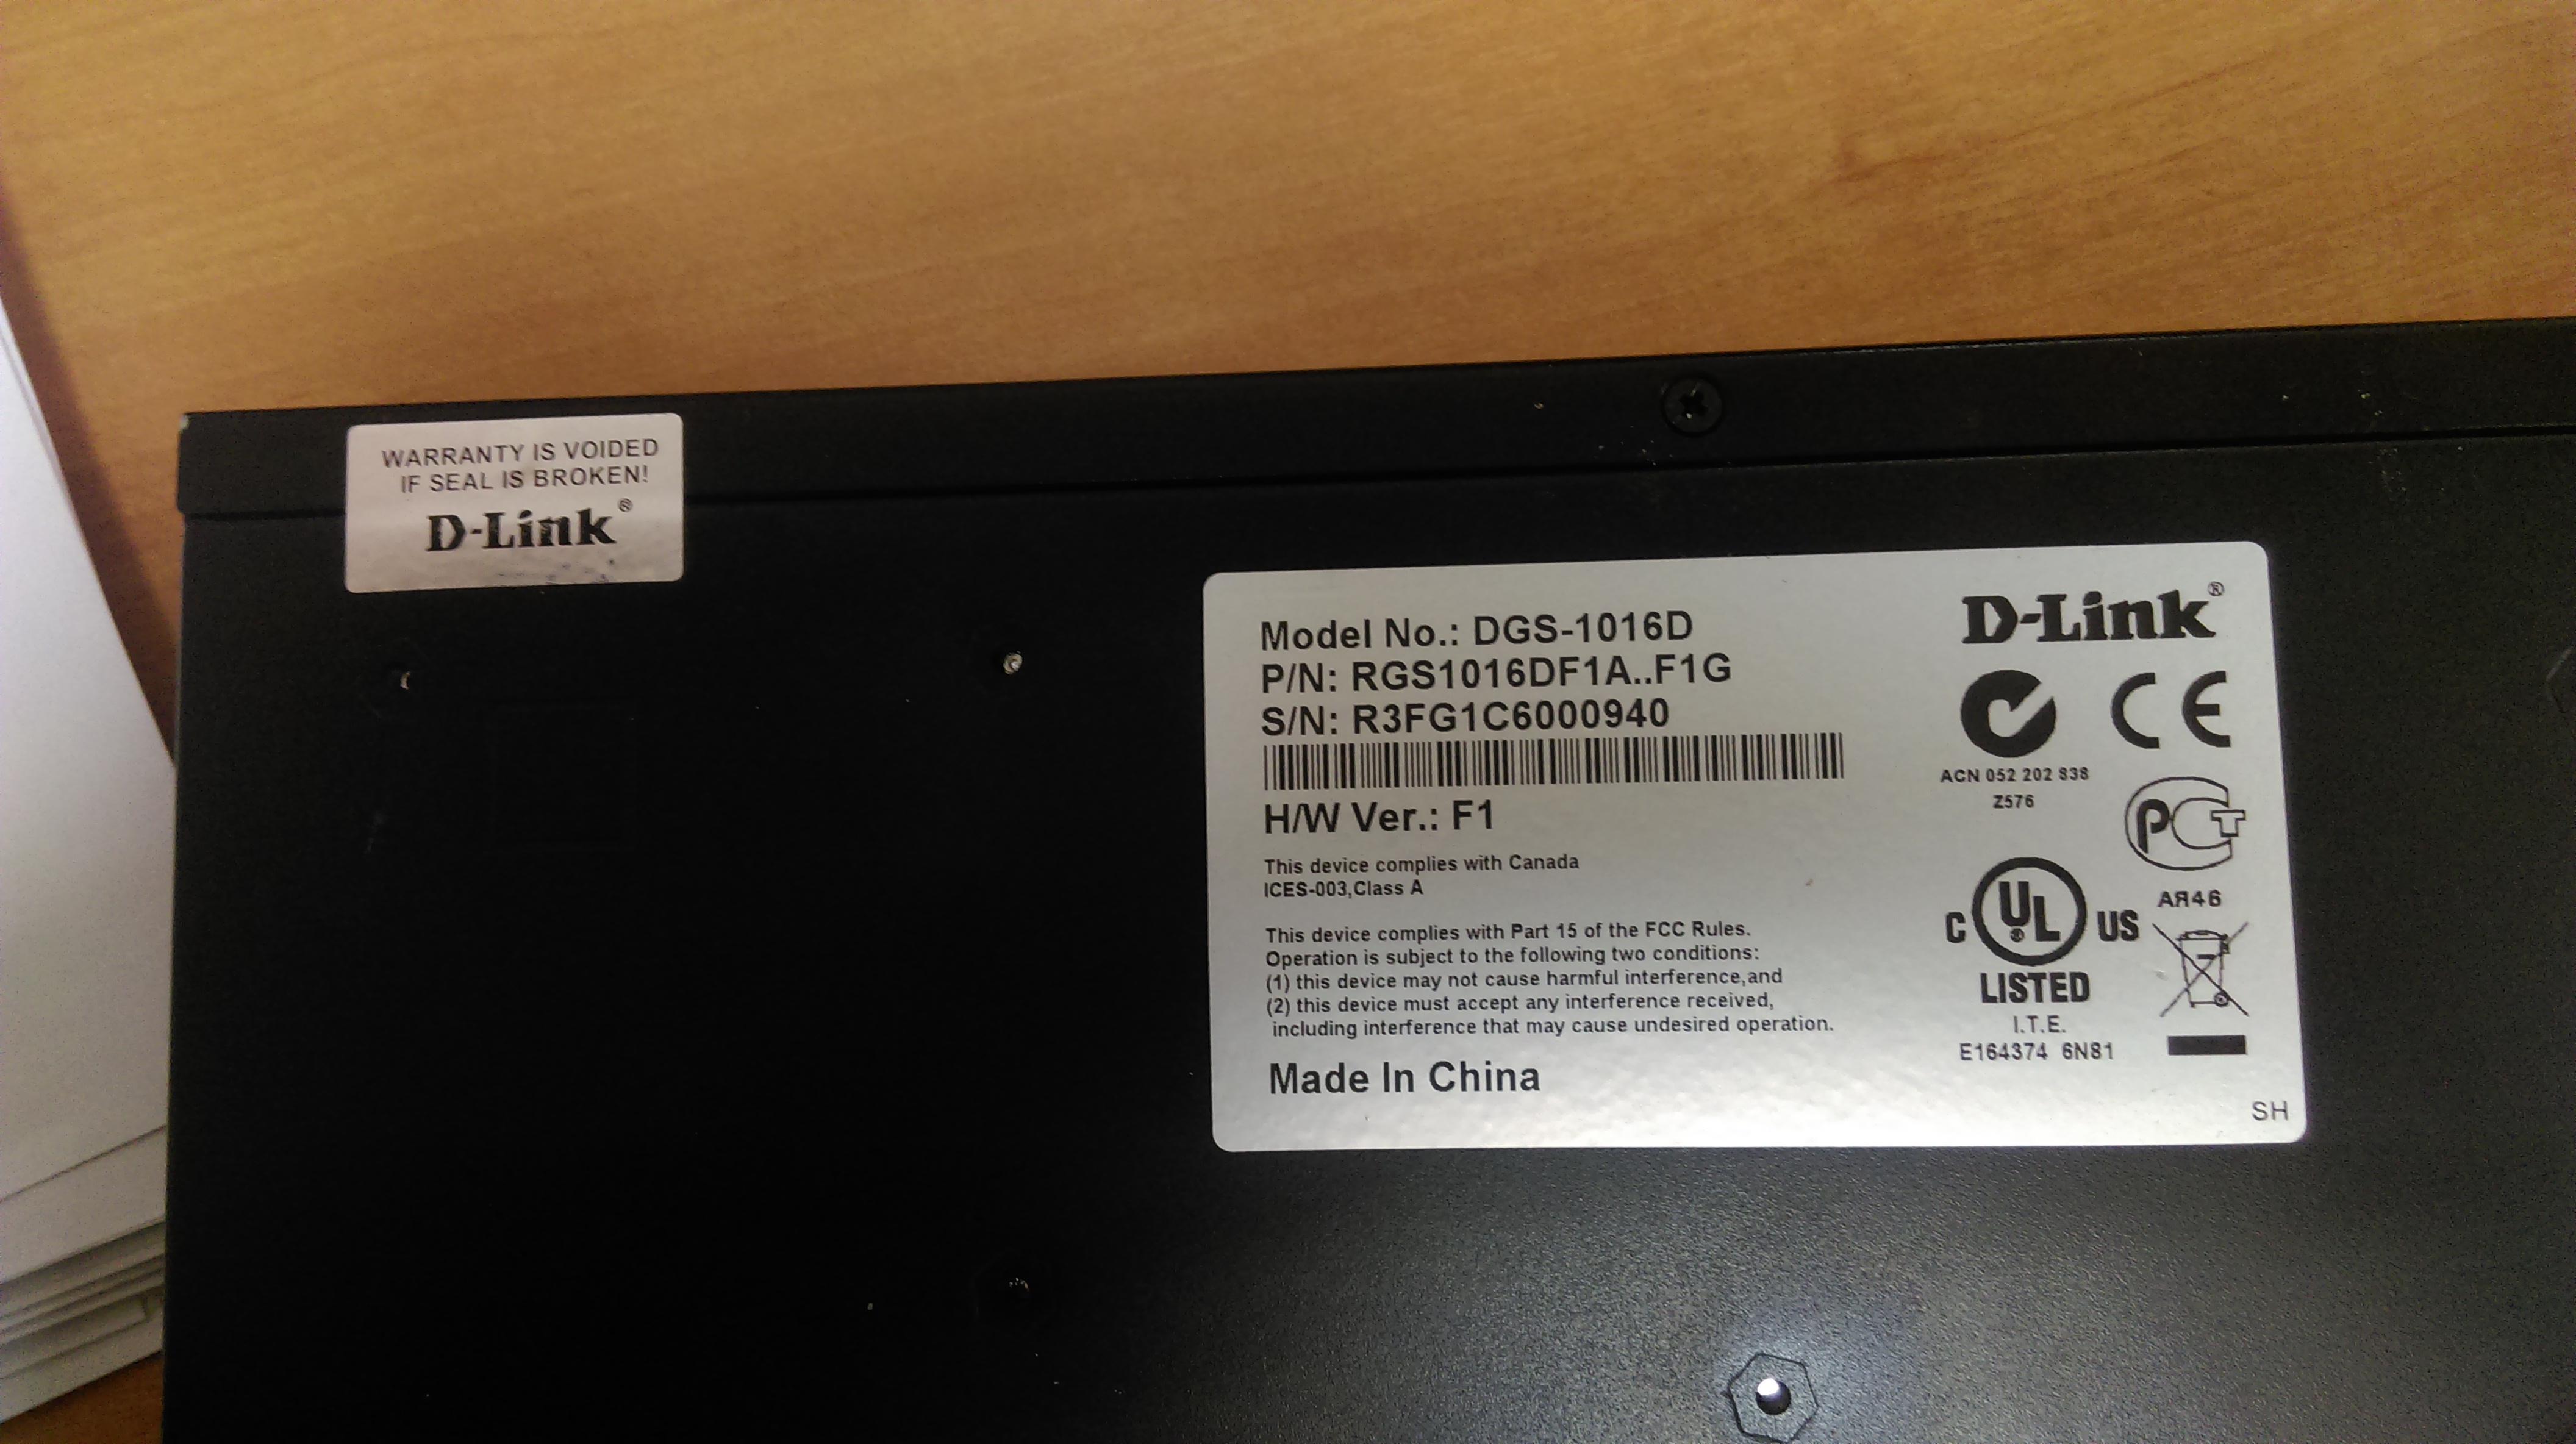 WARRANTY IS VOIDED
IF SEAL IS BROKEN!
D-Link®
Model No.: DGS-1016D
P/N: RGS1016DF1A..F1G
S/N: R3FG1C6000940
H/W Ver.: F1
This device complies with Canada
ICES-003,Class A
This device complies with Part 15 of the FCC Rules.
Operation is subject to the following two conditions:
(1) this device may not cause harmful interference,and
(2) this device must accept any interference received,
including interference that may cause undesired operation.
Made In China
D-Link®
CE
ACN 052 202 838
Z576
PCT
AЯ46
C UL® US
LISTED
I.T.E.
E164374 6N81
SH